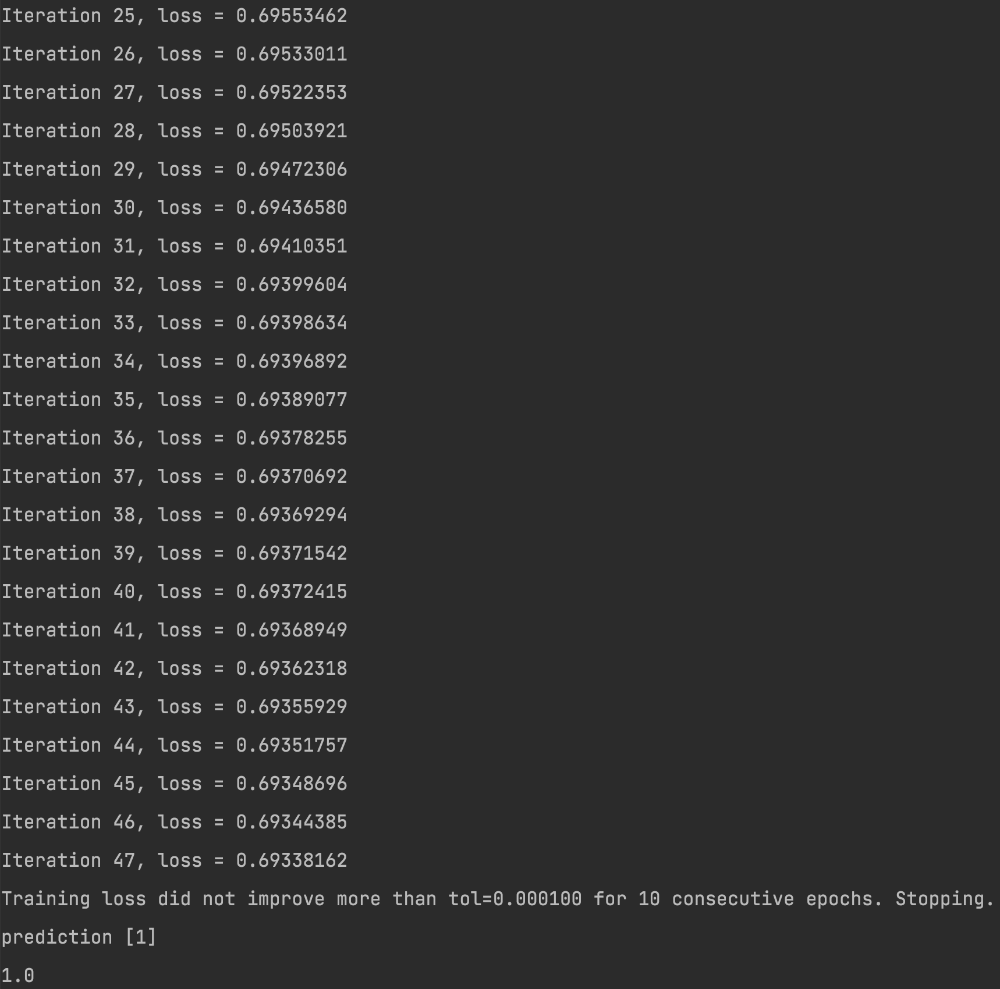 Iteration 25, loss = 0.69553462
Iteration 26, loss = 0.69533011
Iteration 27, loss = 0.69522353
Iteration 28, loss = 0.69503921
Iteration 29, loss = 0.69472306
Iteration 30, loss = 0.69436580
Iteration 31, loss = 0.69410351
Iteration 32, loss = 0.69399604
Iteration 33, loss = 0.69398634
Iteration 34, loss = 0.69396892
Iteration 35, loss = 0.69389077
Iteration 36, loss = 0.69378255
Iteration 37, loss = 0.69370692
Iteration 38, loss = 0.69369294
Iteration 39, loss = 0.69371542
Iteration 40, loss = 0.69372415
Iteration 41, loss = 0.69368949
Iteration 42, loss = 0.69362318
Iteration 43, loss = 0.69355929
Iteration 44, loss = 0.69351757
Iteration 45, loss = 0.69348696
Iteration 46, loss = 0.69344385
Iteration 47, loss = 0.69338162
Training loss did not improve more than tol=0.000100 for 10 consecutive epochs. Stopping.
prediction [1]
1.0